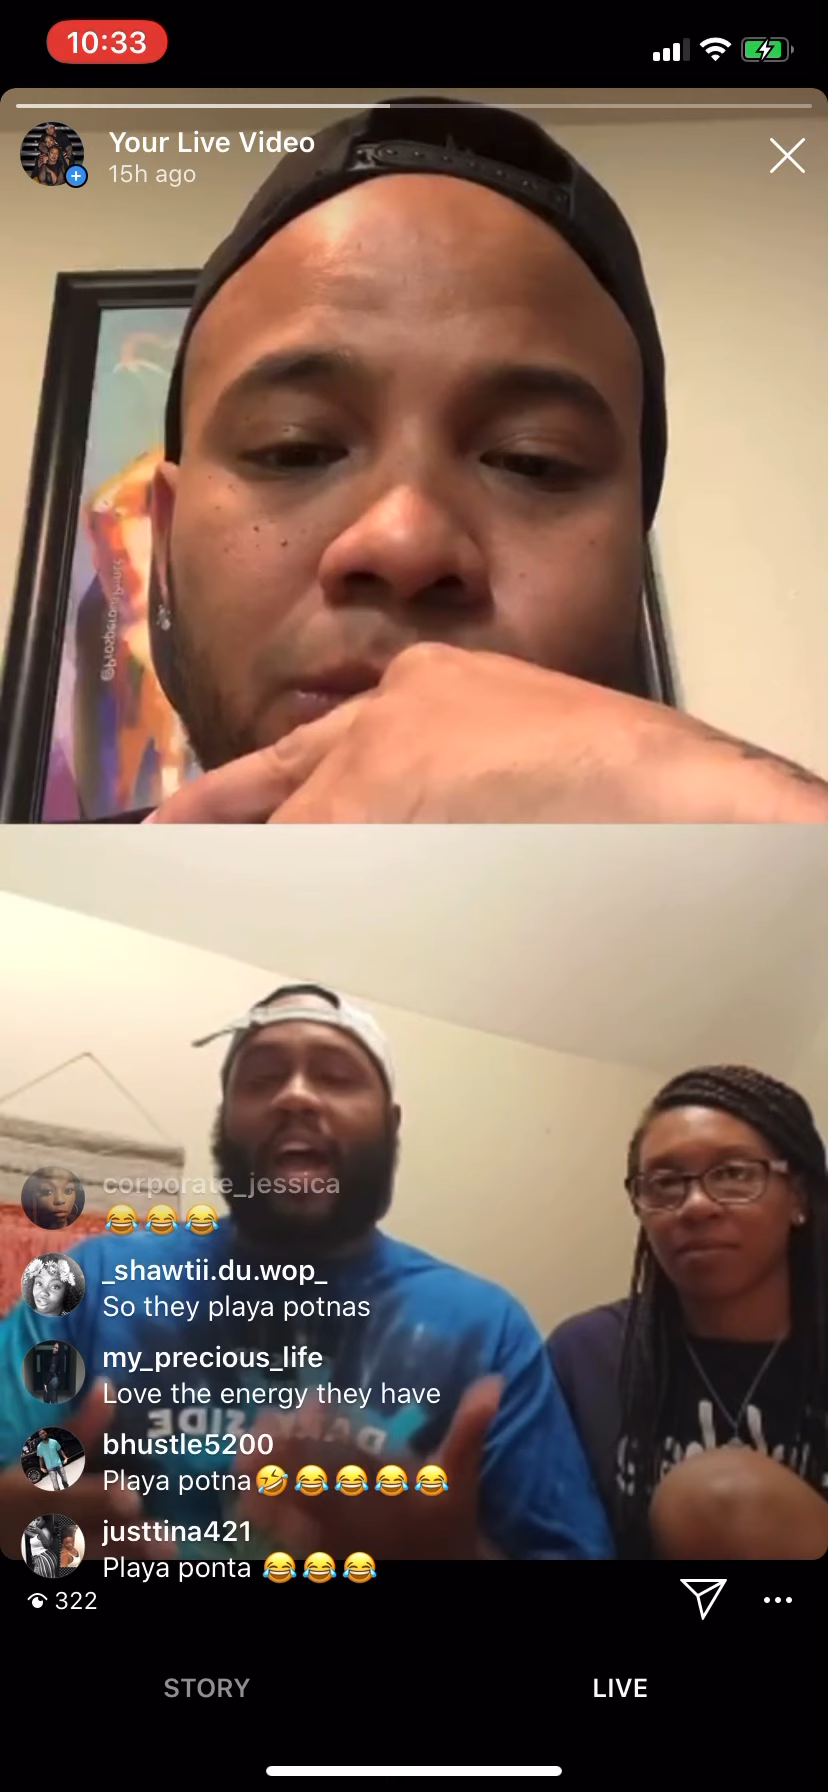 10:33
Your Live Video
15h ago
corporate_jessica
😂😂😂
_shawtii.du.wop_
So they playa potnas
my_precious_life
Love the energy they have
bhustle5200
Playa potna🤣😂😂😂😂
justtina421
Playa ponta 😂😂😂
322
STORY
LIVE